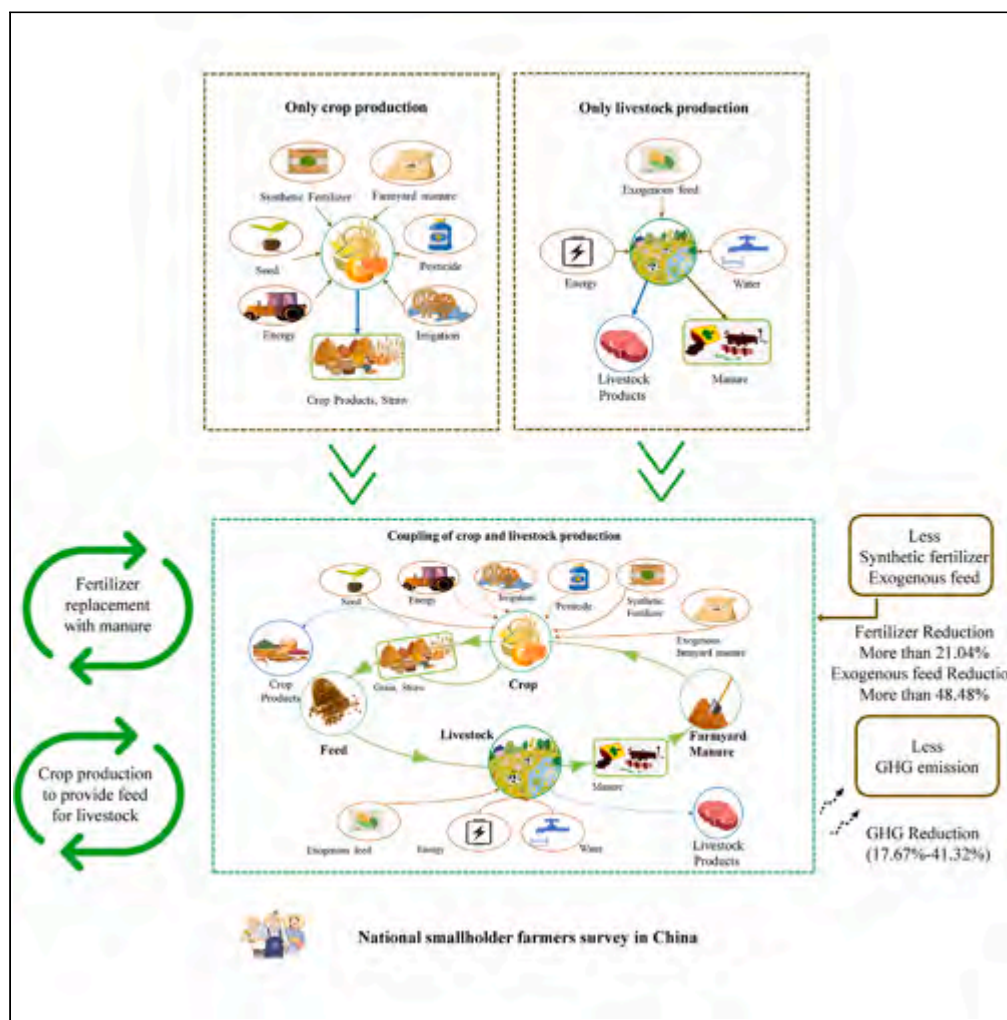 Only crop production
Synthetic Fertilizer
Farmyard manure
Seed
Pesticide
Energy
Irrigation
Crop Products, Straw
Only livestock production
Exogenous feed
Energy
Water
Livestock
Products
Manure
Fertilizer
replacement
with manure
Crop production
to provide feed
for livestock
Coupling of crop and livestock production
Seed
Energy
Irrigation
Pesticide
Synthetic
Fertilizer
Exogenous
farmyard manure
Crop
Products
Grain, Straw
Crop
Feed
Livestock
Manure
Farmyard
Manure
Exogenous feed
Energy
Water
Livestock
Products
Less
Synthetic fertilizer
Exogenous feed
Fertilizer Reduction
More than 21.04%
Exogenous feed Reduction
More than 48.48%
Less
GHG emission
GHG Reduction
(17.67%-41.32%)
National smallholder farmers survey in China